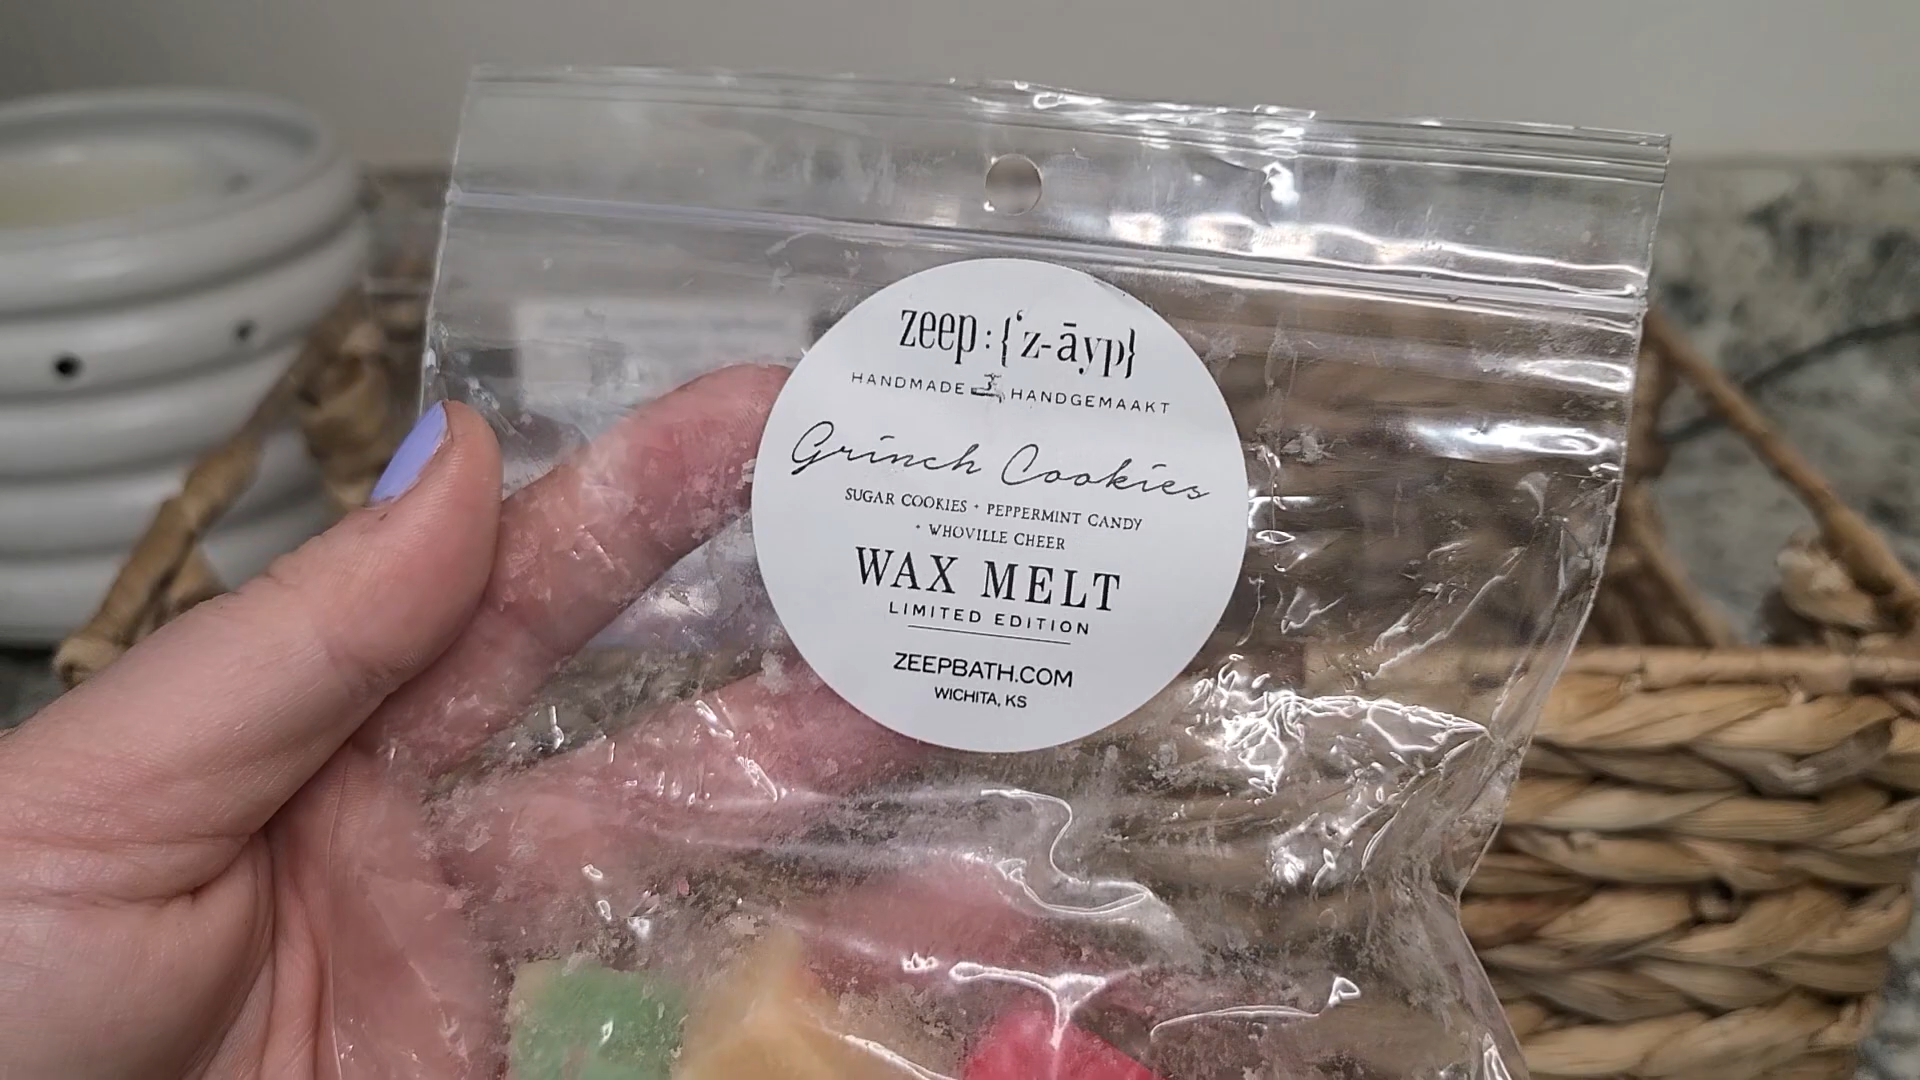 zeep:{'z-āyp}
HANDMADE HANDGEMAAKT
Grinch Cookies
SUGAR COOKIES + PEPPERMINT CANDY
+ WHOVILLE CHEER
WAX MELT
LIMITED EDITION
ZEEPBATH.COM
WICHITA, KS